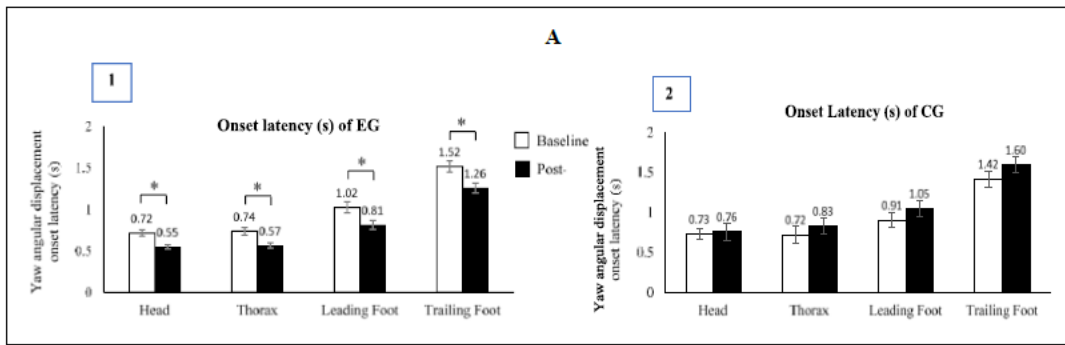 A
1
Onset latency (s) of EG
Yaw angular displacement
onset latency (s)
2
1.5
1
0.5
0
*
*
*
*
0.72
0.55
0.74
0.57
1.02
0.81
1.52
1.26
Head
Thorax
Leading Foot
Trailing Foot
Baseline
Post-
2
Onset Latency (s) of CG
Yaw angular displacement
onset latency (s)
2
1.5
1
0.5
0
0.73
0.76
0.72
0.83
0.91
1.05
1.42
1.60
Head
Thorax
Leading Foot
Trailing Foot